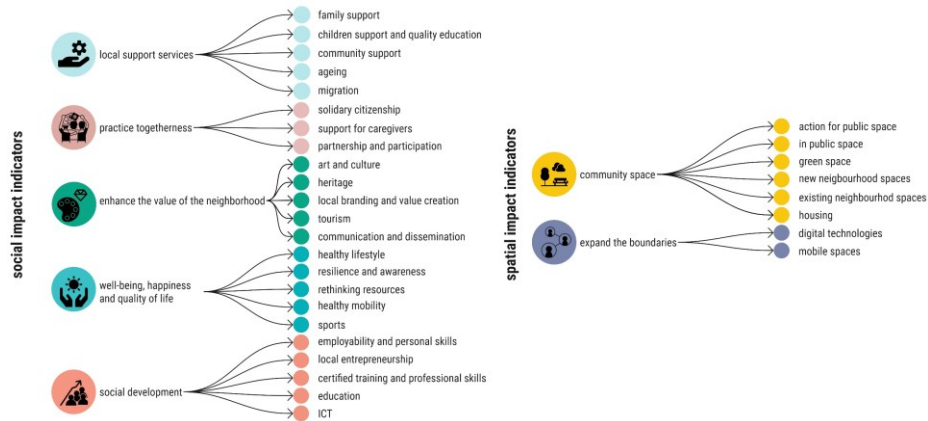 social impact indicators
local support services
family support
children support and quality education
community support
ageing
migration
practice togetherness
solidary citizenship
support for caregivers
partnership and participation
enhance the value of the neighborhood
art and culture
heritage
local branding and value creation
tourism
communication and dissemination
well-being, happiness
and quality of life
healthy lifestyle
resilience and awareness
rethinking resources
healthy mobility
sports
social development
employability and personal skills
local entrepreneurship
certified training and professional skills
education
ICT
spatial impact indicators
community space
action for public space
in public space
green space
new neigbourhood spaces
existing neighbourhod spaces
housing
expand the boundaries
digital technologies
mobile spaces